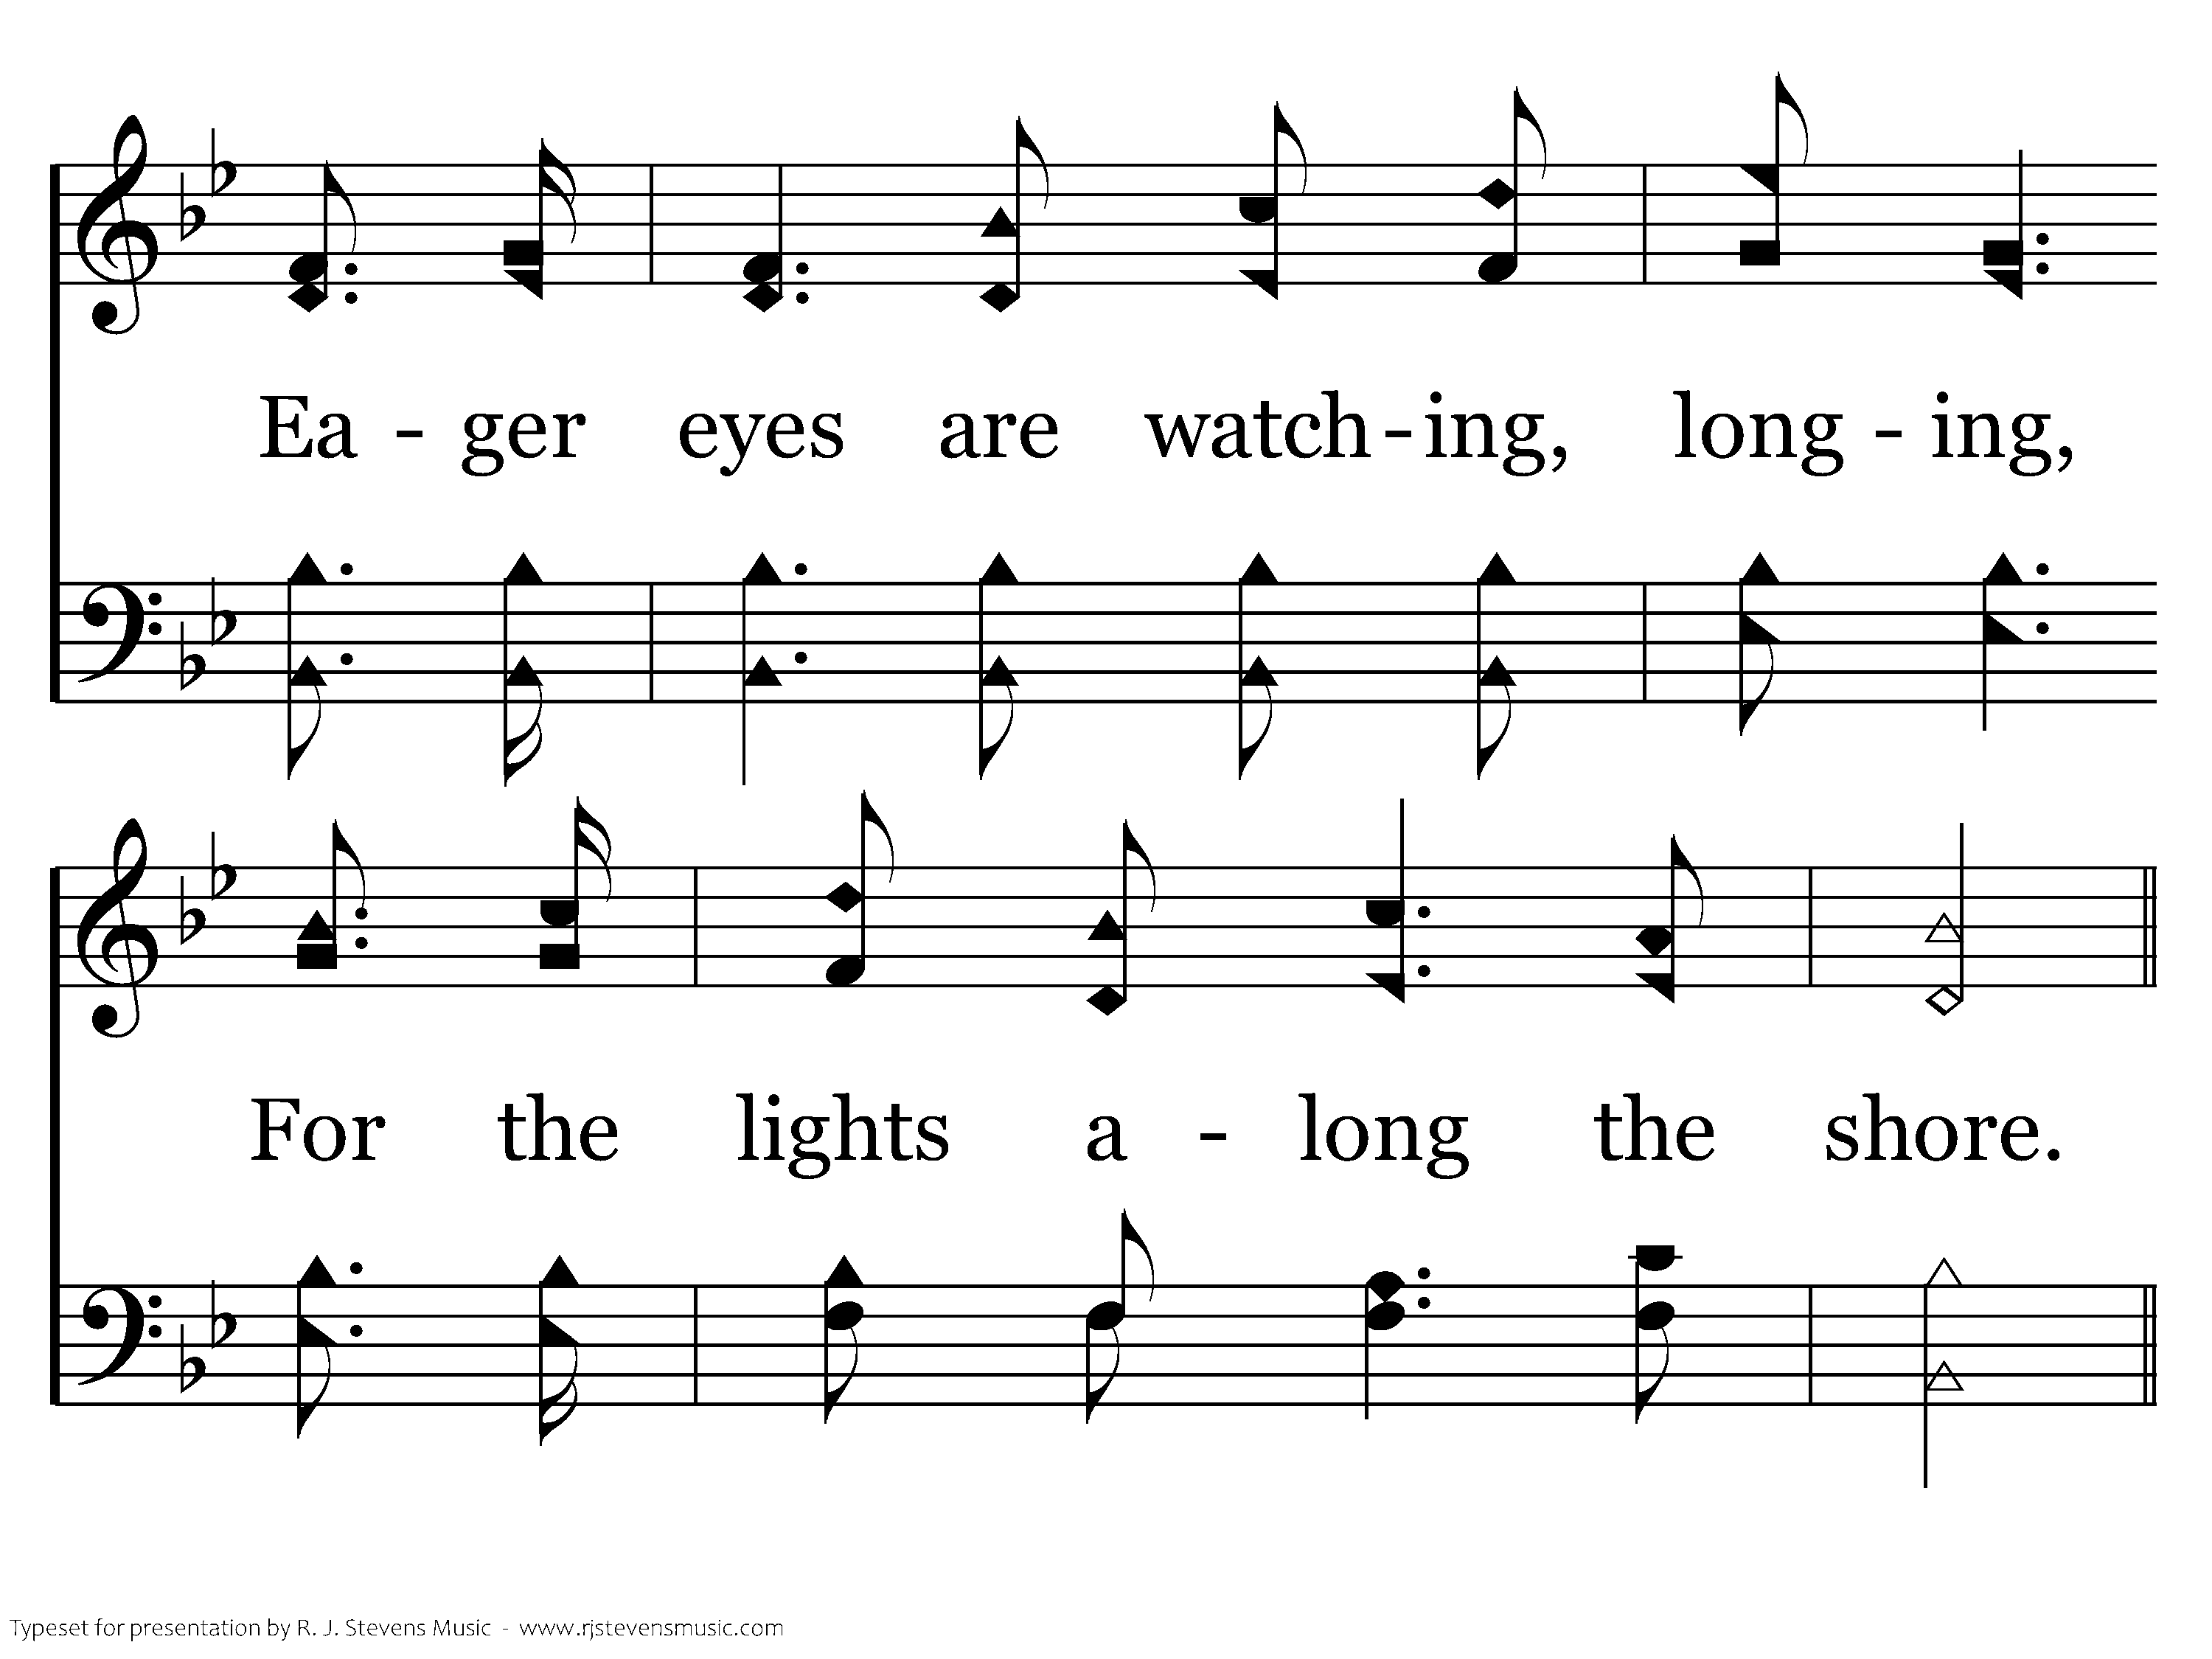 Ea - ger eyes are watch - ing, long - ing,
For the lights a - long the shore.
Typeset for presentation by R. J. Stevens Music - www.rjstevensmusic.com